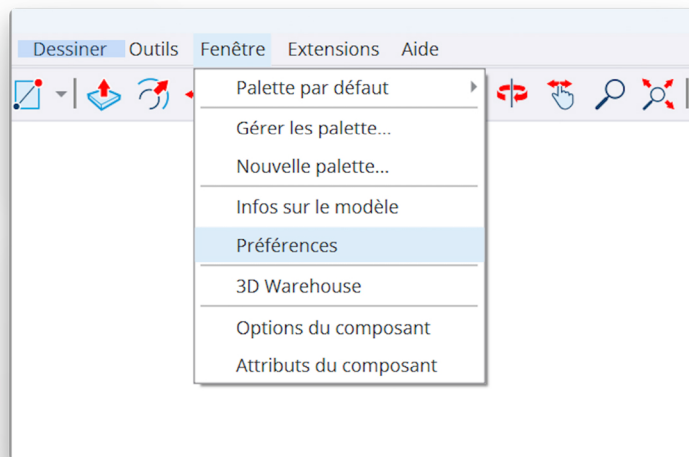 Dessiner Outils Fenêtre Extensions Aide
Palette par défaut
Gérer les palette...
Nouvelle palette...
Infos sur le modèle
Préférences
3D Warehouse
Options du composant
Attributs du composant